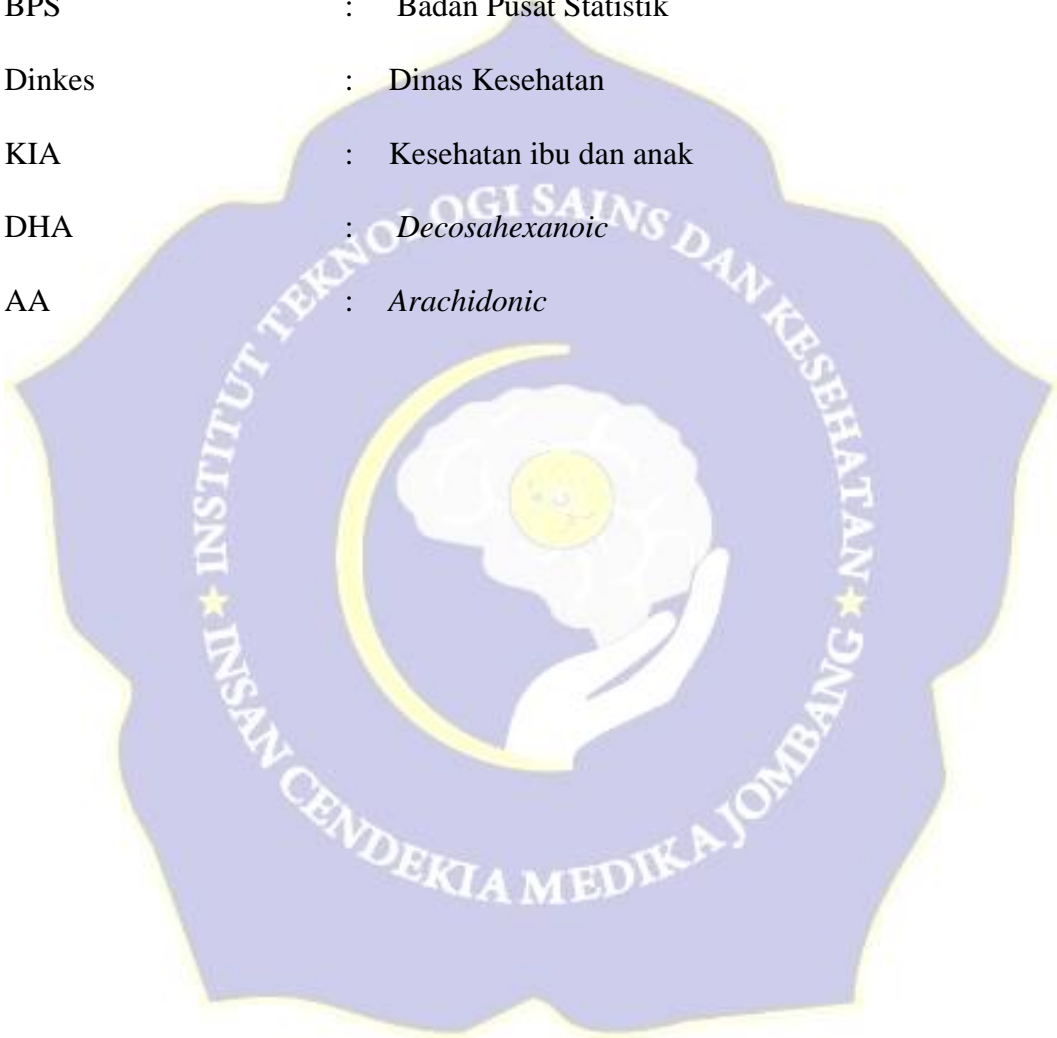 BPS : Badan Pusat Statistik
Dinkes : Dinas Kesehatan
KIA : Kesehatan ibu dan anak
DHA : Decosahexanoic
AA : Arachidonic
INSTITUT TEKNOLOGI SAINS DAN KESEHATAN
INSAN CENDEKIA MEDIKA JOMBANG